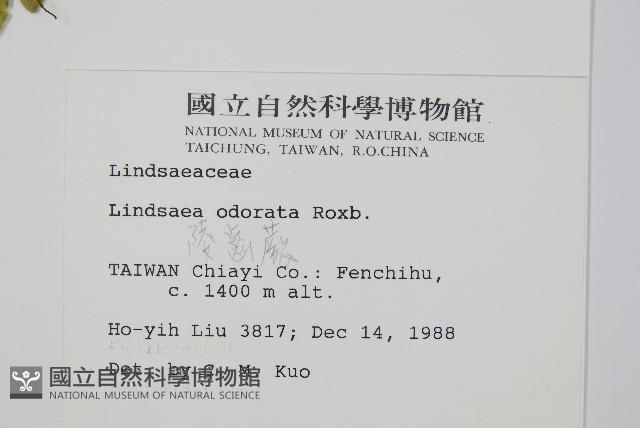 國立自然科學博物館
NATIONAL MUSEUM OF NATURAL SCIENCE
TAICHUNG, TAIWAN, R.O.CHINA
Lindsaeaceae
Lindsaea odorata Roxb.
陵齒蕨
TAIWAN Chiayi Co.: Fenchihu,
c. 1400 m alt.
Ho-yih Liu 3817; Dec 14, 1988
Det. by C. M. Kuo
國立自然科學博物館
NATIONAL MUSEUM OF NATURAL SCIENCE